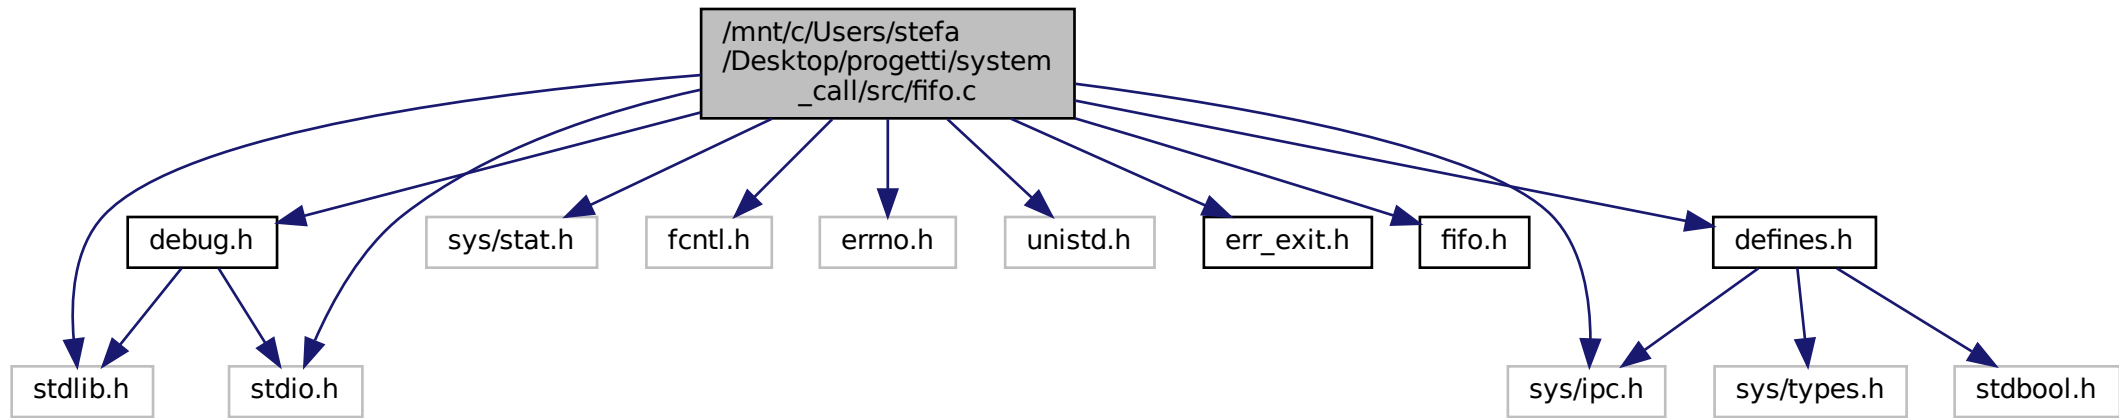 /mnt/c/Users/stefa
/Desktop/progetti/system
_call/src/fifo.c
debug.h
sys/stat.h
fcntl.h
errno.h
unistd.h
err_exit.h
fifo.h
defines.h
stdlib.h
stdio.h
sys/ipc.h
sys/types.h
stdbool.h